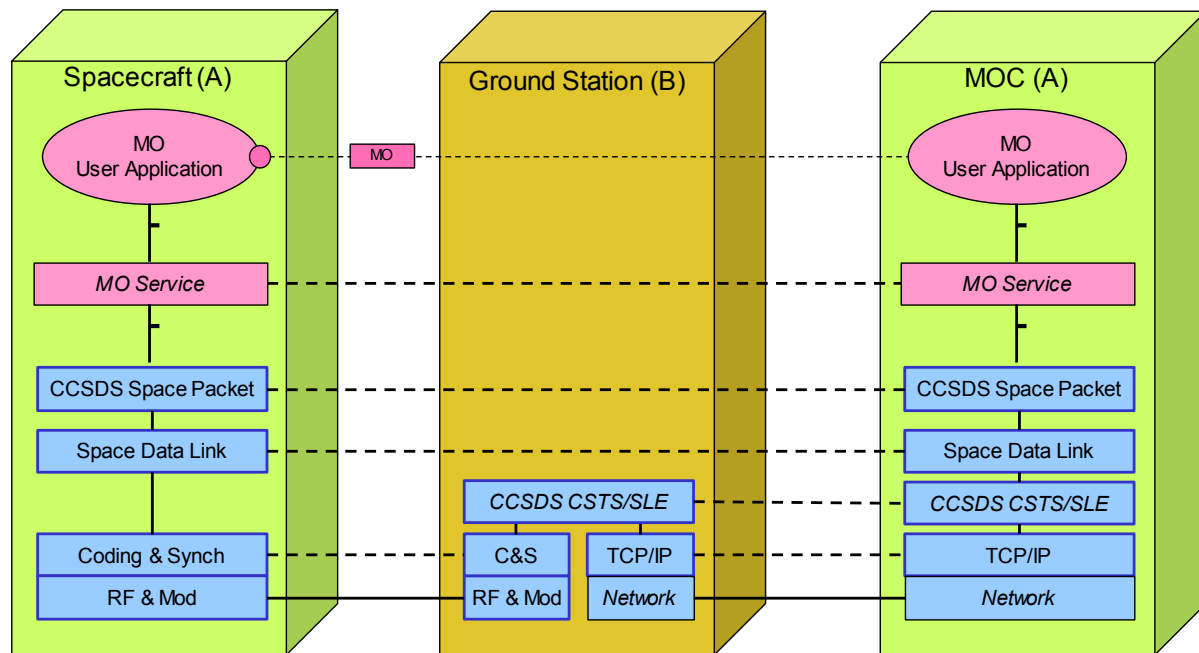 Spacecraft (A)
Ground Station (B)
MOC (A)
MO
User Application
MO
MO
User Application
MO Service
MO Service
CCSDS Space Packet
CCSDS Space Packet
Space Data Link
Space Data Link
CCSDS CSTS/SLE
CCSDS CSTS/SLE
Coding & Synch
C&S
TCP/IP
TCP/IP
RF & Mod
RF & Mod
Network
Network